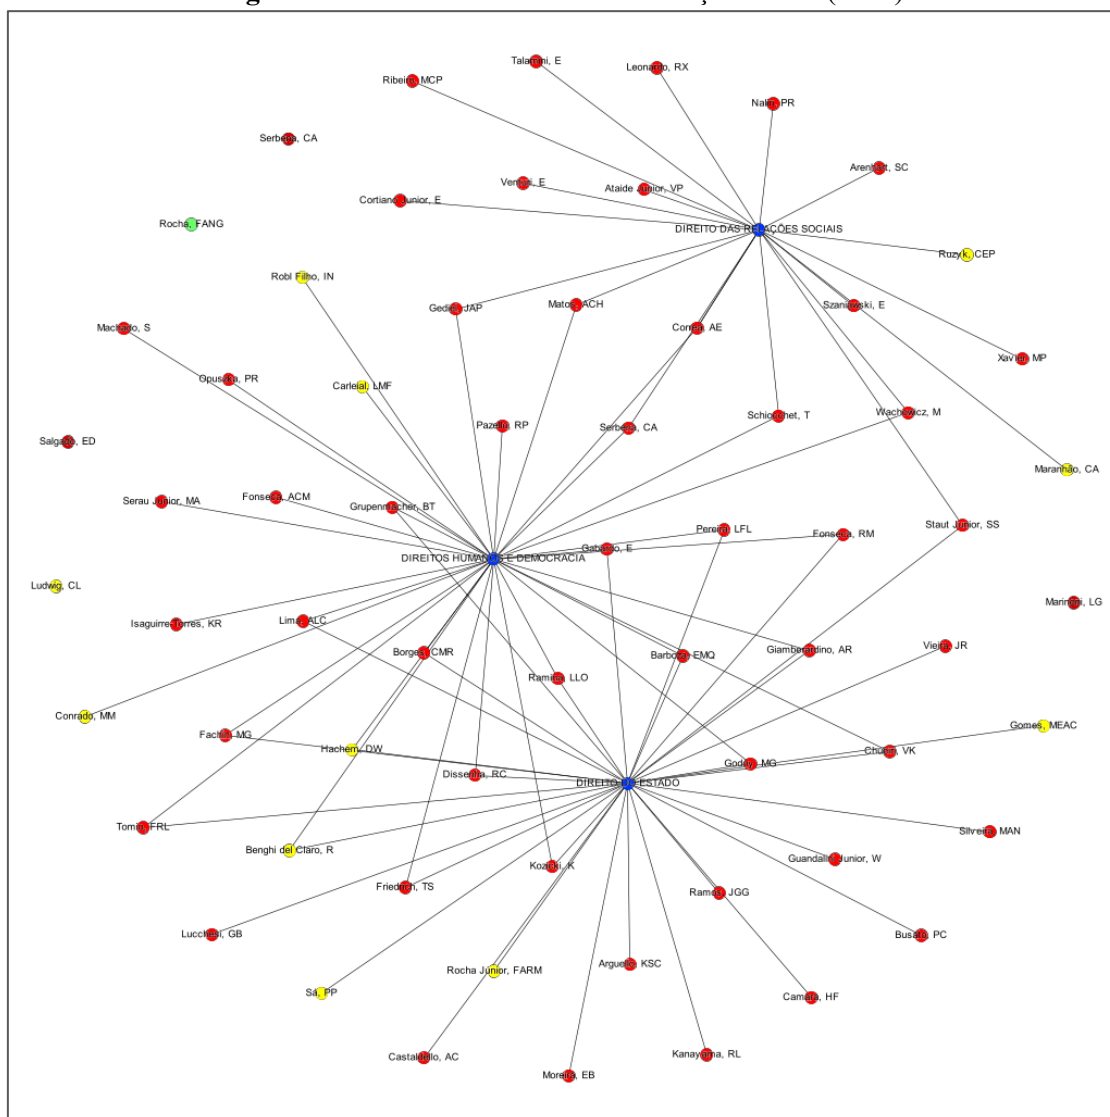 Talamini, E
Leonardo, RX
Ribeiro, MCP
Nalin, PR
Serbena, CA
Arenhart, SC
Venturi, E
Ataide Júnior, VP
Cortiano Junior, E
Rocha, FANG
DIREITO DAS RELAÇÕES SOCIAIS
Ruzyk, CEP
Robl Filho, IN
Gediel, JAP
Matos, ACH
Szaniawski, E
Machado, S
Correa, AE
Xavier, MP
Opuszka, PR
Carleial, LMF
Schiocchet, T
Wachowicz, M
Pazello, RP
Serbena, CA
Salgado, ED
Maranhão, CA
Serau Junior, MA
Fonseca, ACM
Grupenmacher, BT
Pereira, LFL
Fonseca, RM
Staut Junior, SS
Gabardo, E
DIREITOS HUMANOS E DEMOCRACIA
Ludwig, CL
Isaguirre-Torres, KR
Lima, ALC
Borges, CMR
Barboza, EMQ
Giamberardino, AR
Vieira, JR
Ramina, LLO
Conrado, MM
Gomes, MEAC
Fachin, MG
Hachem, DW
Chueiri, VK
Godoy, MG
Dissenha, RC
DIREITO DO ESTADO
Tomio, FRL
Silveira, MAN
Benghi del Claro, R
Guandalini Junior, W
Kozicki, K
Friedrich, TS
Ramos, JGG
Lucchesi, GB
Busato, PC
Rocha Júnior, FARM
Arguello, KSC
Sá, PP
Camara, HF
Castaldello, AC
Kanayama, RL
Moreira, EB